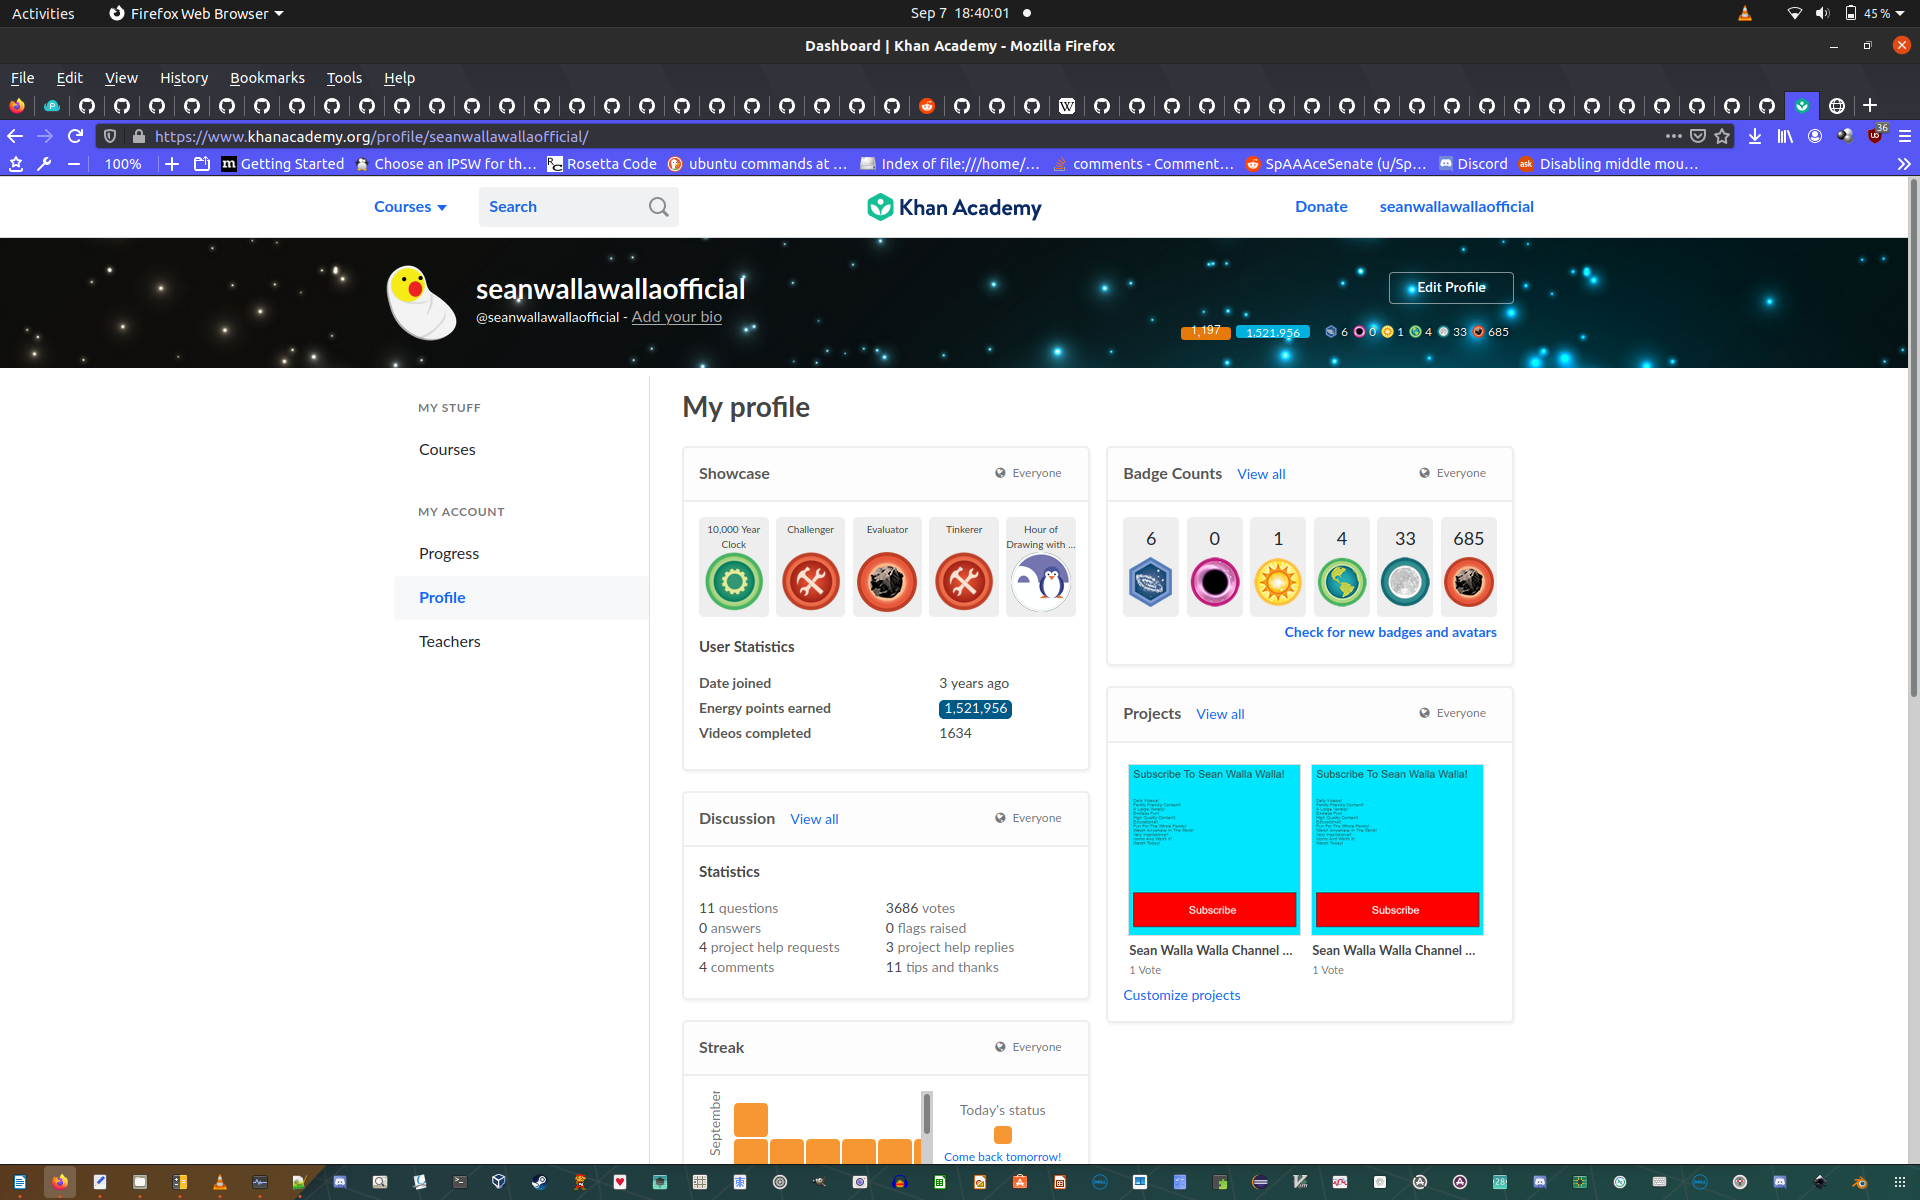 Activities
Firefox Web Browser
Sep 7 18:40:01
45 %
Dashboard | Khan Academy - Mozilla Firefox
File Edit View History Bookmarks Tools Help
https://www.khanacademy.org/profile/seanwallawallaofficial/
36
100%
Getting Started
Choose an IPSW for th…
Rosetta Code
ubuntu commands at …
Index of file:///home/…
comments - Comment…
SpAAAceSenate (u/Sp…
Discord
Disabling middle mou…
Courses
Search
Khan Academy
Donate
seanwallawallaofficial
seanwallawallaofficial
@seanwallawallaofficial - Add your bio
Edit Profile
1,197
1,521,956
6 0 1 4 33 685
MY STUFF
Courses
MY ACCOUNT
Progress
Profile
Teachers
My profile
Showcase
Everyone
10,000 Year Clock
Challenger
Evaluator
Tinkerer
Hour of Drawing with ...
User Statistics
Date joined 3 years ago
Energy points earned 1,521,956
Videos completed 1634
Badge Counts View all
Everyone
6 0 1 4 33 685
Check for new badges and avatars
Projects View all
Everyone
Subscribe To Sean Walla Walla!
Subscribe
Subscribe To Sean Walla Walla!
Subscribe
Sean Walla Walla Channel ...
1 Vote
Sean Walla Walla Channel ...
1 Vote
Customize projects
Discussion View all
Everyone
Statistics
11 questions
3686 votes
0 answers
0 flags raised
4 project help requests
3 project help replies
4 comments
11 tips and thanks
Streak
Everyone
September
Today's status
Come back tomorrow!